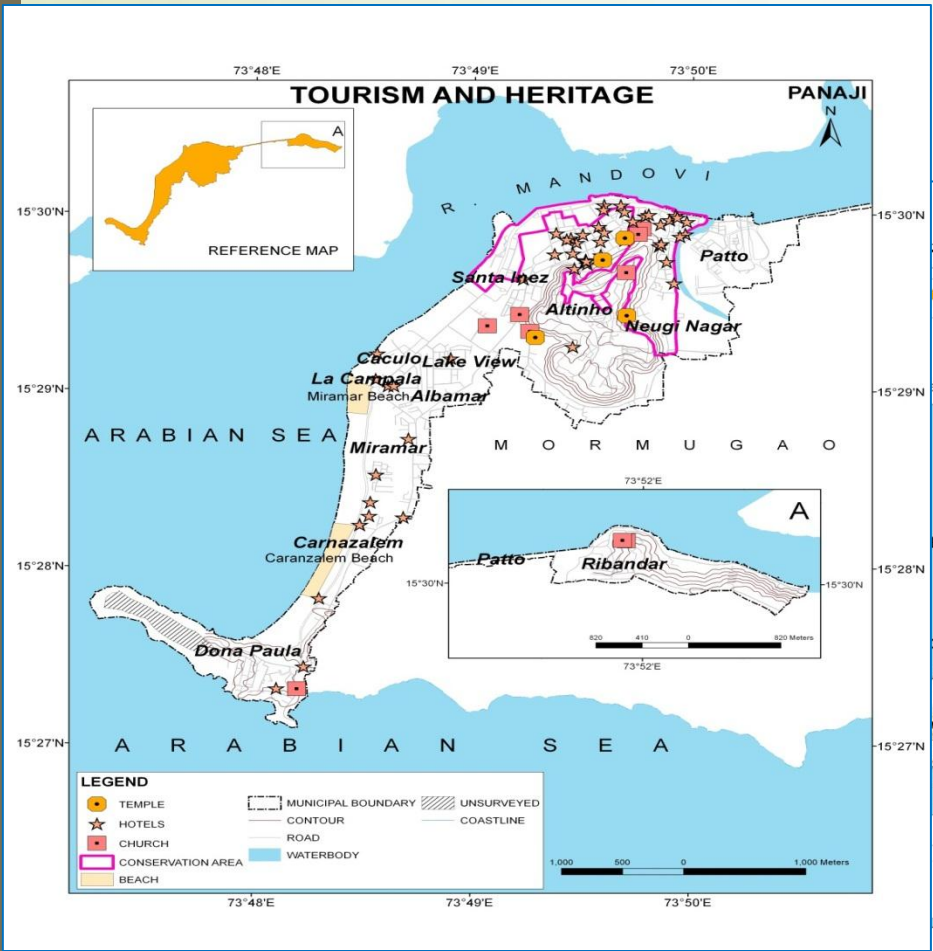 73°48'E 73°49'E 73°50'E
TOURISM AND HERITAGE
PANAJI
N
A
REFERENCE MAP
R. MANDOVI
15°30'N 15°30'N
Patto
Santa Inez
Altinho
Neugi Nagar
Caculo
Lake View
La Campala
Miramar Beach
Albamar
15°29'N 15°29'N
ARABIAN SEA
MORMUGAO
Miramar
73°52'E
A
Carnazalem
Caranzalem Beach
Patto
Ribandar
15°28'N 15°28'N
15°30'N 15°30'N
820 410 0 820 Meters
73°52'E
Dona Paula
15°27'N 15°27'N
ARABIAN SEA
LEGEND
TEMPLE
HOTELS
CHURCH
CONSERVATION AREA
BEACH
MUNICIPAL BOUNDARY
CONTOUR
ROAD
WATERBODY
UNSURVEYED
COASTLINE
1,000 500 0 1,000 Meters
73°48'E 73°49'E 73°50'E